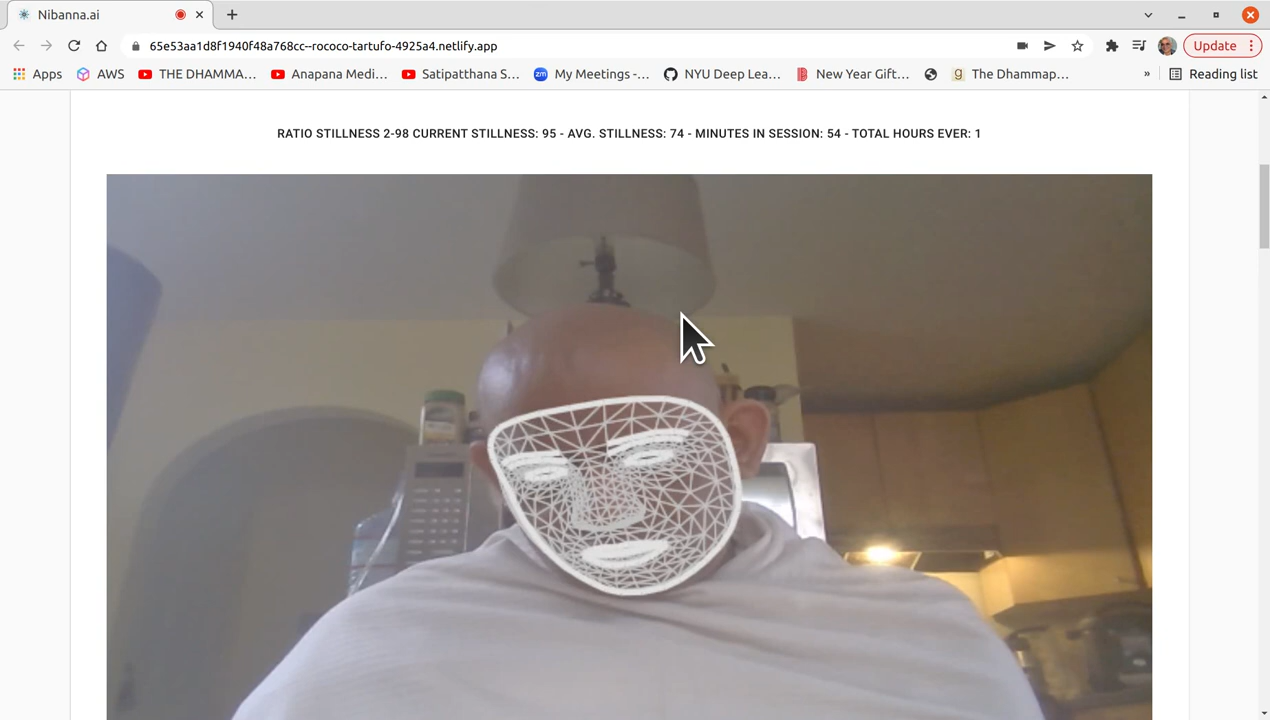 Nibanna.ai
65e53aa1d8f1940f48a768cc--rococo-tartufo-4925a4.netlify.app
Update
Apps AWS THE DHAMMA... Anapana Medi... Satipatthana S... zm My Meetings -... NYU Deep Lea... New Year Gift... g The Dhammap... » Reading list
RATIO STILLNESS 2-98 CURRENT STILLNESS: 95 - AVG. STILLNESS: 74 - MINUTES IN SESSION: 54 - TOTAL HOURS EVER: 1